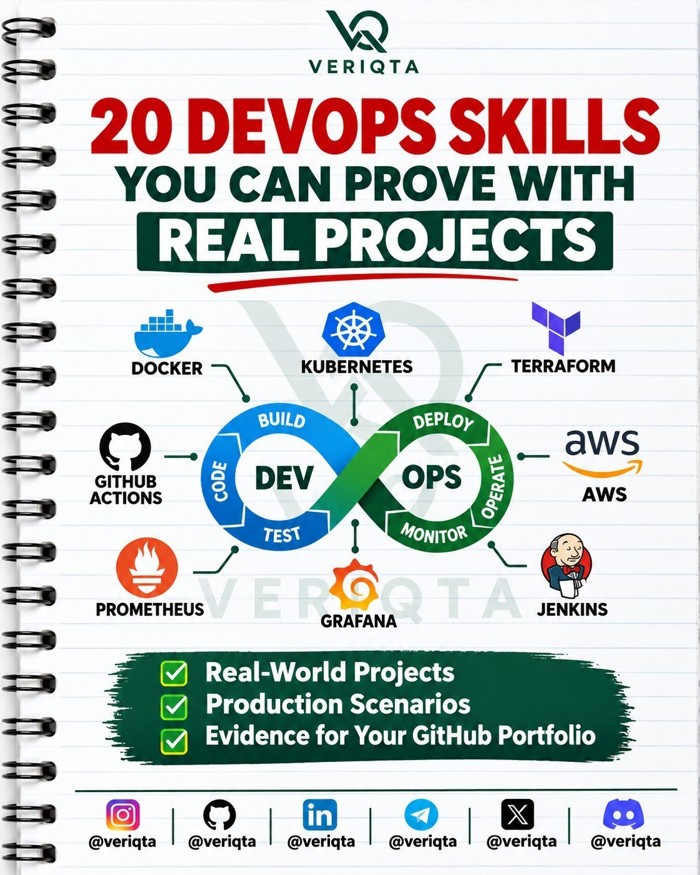 VERIQTA
20 DEVOPS SKILLS
YOU CAN PROVE WITH
REAL PROJECTS
DOCKER
KUBERNETES
TERRAFORM
BUILD
DEPLOY
CODE
DEV
OPS
OPERATE
TEST
MONITOR
GITHUB
ACTIONS
aws
AWS
PROMETHEUS
VERIQTA
GRAFANA
JENKINS
Real-World Projects
Production Scenarios
Evidence for Your GitHub Portfolio
@veriqta
@veriqta
@veriqta
@veriqta
@veriqta
@veriqta